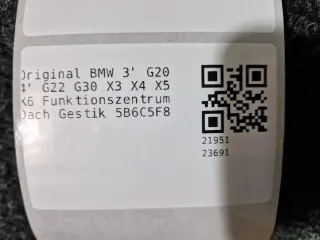 Original BMW 3' G20
4' G22 G30 X3 X4 X5
X6 Funktionszentrum
Dach Gestik 5B6C5F8
21951
23691